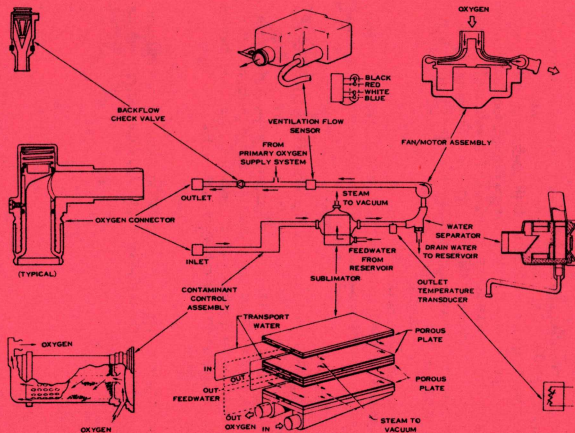 OXYGEN
BLACK
RED
WHITE
BLUE
BACKFLOW
CHECK VALVE
VENTILATION FLOW
SENSOR
FAN/MOTOR ASSEMBLY
FROM
PRIMARY OXYGEN
SUPPLY SYSTEM
STEAM
TO VACUUM
OUTLET
OXYGEN CONNECTOR
WATER
SEPARATOR
DRAIN WATER
TO RESERVOIR
INLET
FEEDWATER
FROM
RESERVOIR
(TYPICAL)
SUBLIMATOR
OUTLET
TEMPERATURE
TRANSDUCER
CONTAMINANT
CONTROL
ASSEMBLY
TRANSPORT
WATER
OXYGEN
POROUS
PLATE
IN
OUT
OUT
FEEDWATER
POROUS
PLATE
OUT
OXYGEN IN
STEAM TO
VACUUM
OXYGEN